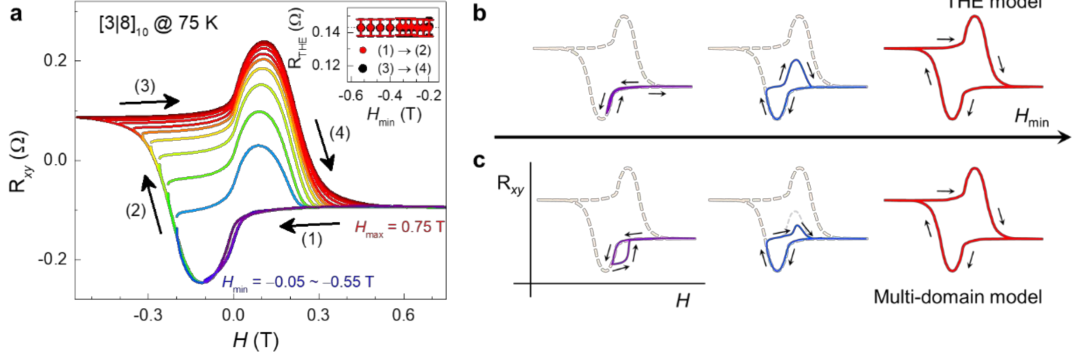 a
[3|8]₁₀ @ 75 K
(3)
(4)
(2)
(1)
H_max = 0.75 T
H_min = −0.05 ~ −0.55 T
R_xy (Ω)
0.2
0.0
-0.2
-0.3
0.0
0.3
0.6
H (T)
R_THE (Ω)
0.16
0.14
0.12
(1) → (2)
(3) → (4)
-0.6
-0.4
-0.2
H_min (T)
b
THE model
H_min
c
R_xy
H
Multi-domain model